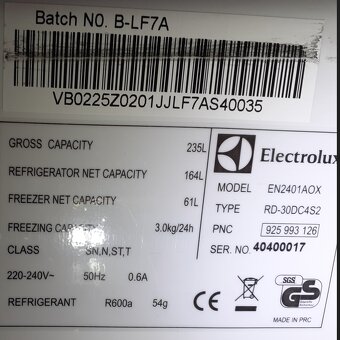 Batch NO. B-LF7A
VB0225Z0201JJLF7AS40035
GROSS CAPACITY 235L
REFRIGERATOR NET CAPACITY 164L
FREEZER NET CAPACITY 61L
FREEZING CAPACITY 3.0kg/24h
CLASS SN,N,ST,T
220-240V~ 50Hz 0.6A
REFRIGERANT R600a 54g
Electrolux
MODEL EN2401AOX
TYPE RD-30DC4S2
PNC 925 993 126
SER.NO. 40400017
CE
SGS
GS
MADE IN PRC